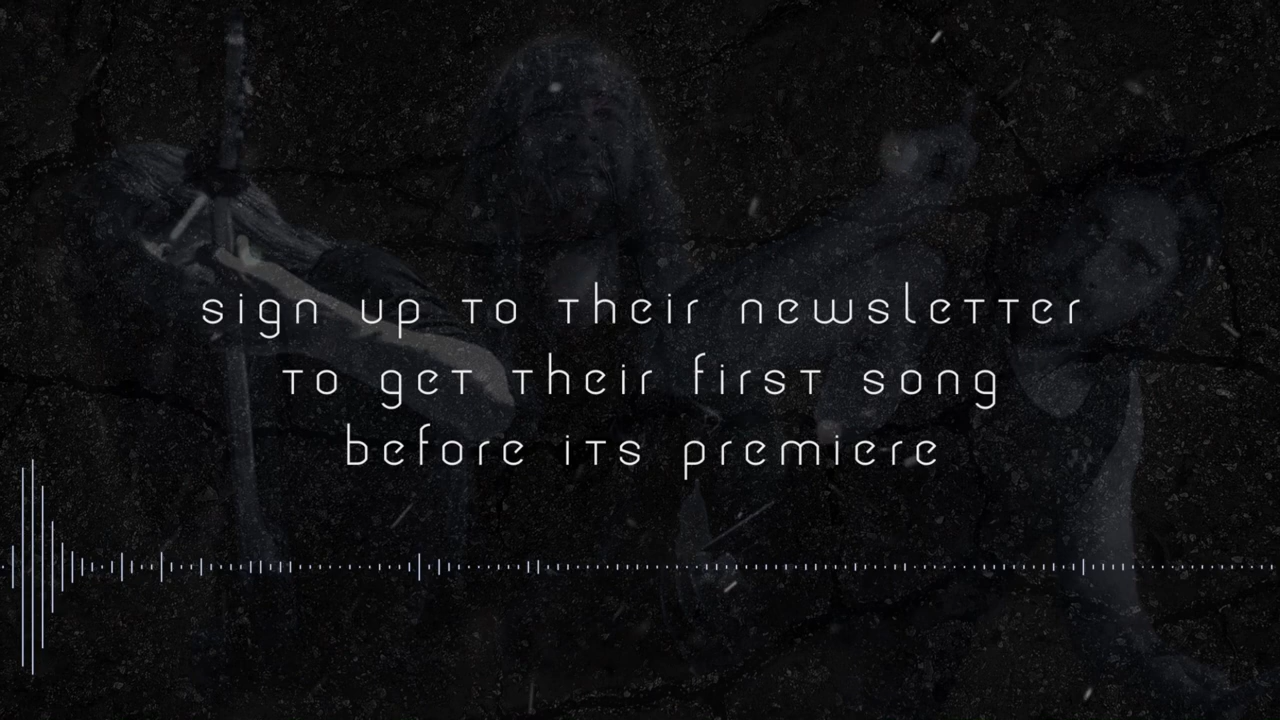 sign up to their newsletter
to get their first song
before its premiere